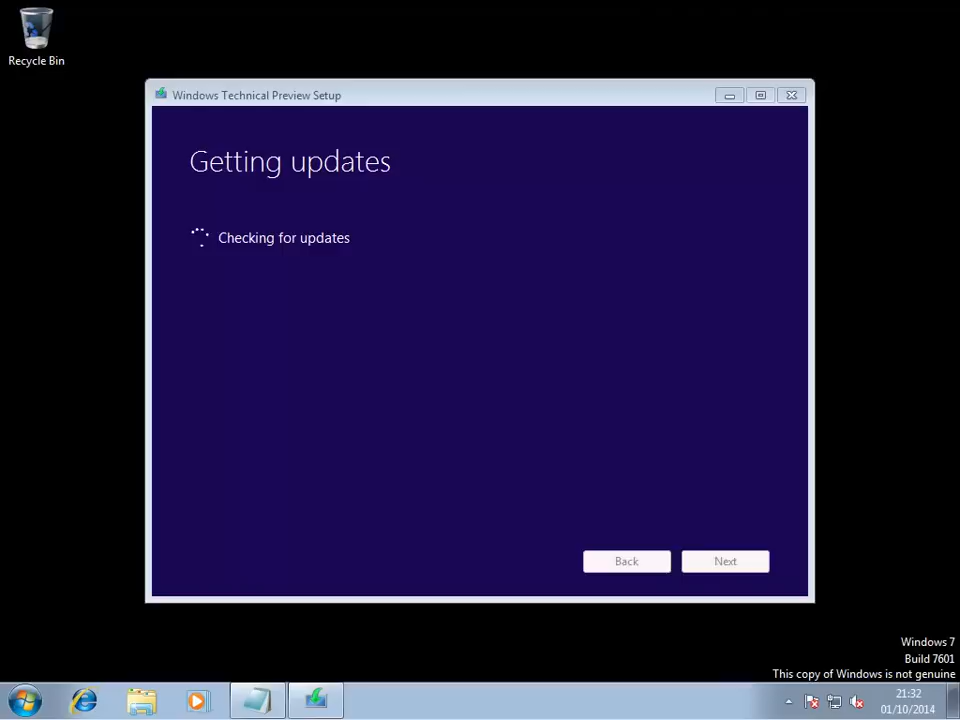 Recycle Bin
Windows Technical Preview Setup
Getting updates
Checking for updates
Back
Next
Windows 7
Build 7601
This copy of Windows is not genuine
21:32
01/10/2014